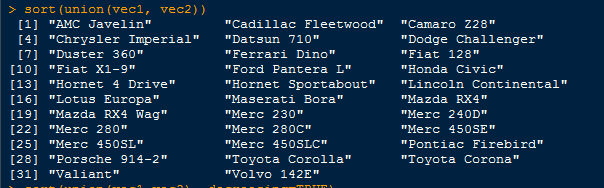 > sort(union(vec1, vec2))
[1] "AMC Javelin" "Cadillac Fleetwood" "Camaro Z28"
[4] "Chrysler Imperial" "Datsun 710" "Dodge Challenger"
[7] "Duster 360" "Ferrari Dino" "Fiat 128"
[10] "Fiat X1-9" "Ford Pantera L" "Honda Civic"
[13] "Hornet 4 Drive" "Hornet Sportabout" "Lincoln Continental"
[16] "Lotus Europa" "Maserati Bora" "Mazda RX4"
[19] "Mazda RX4 Wag" "Merc 230" "Merc 240D"
[22] "Merc 280" "Merc 280C" "Merc 450SE"
[25] "Merc 450SL" "Merc 450SLC" "Pontiac Firebird"
[28] "Porsche 914-2" "Toyota Corolla" "Toyota Corona"
[31] "Valiant" "Volvo 142E"
> sort(union(vec1,vec2), decreasing=TRUE)